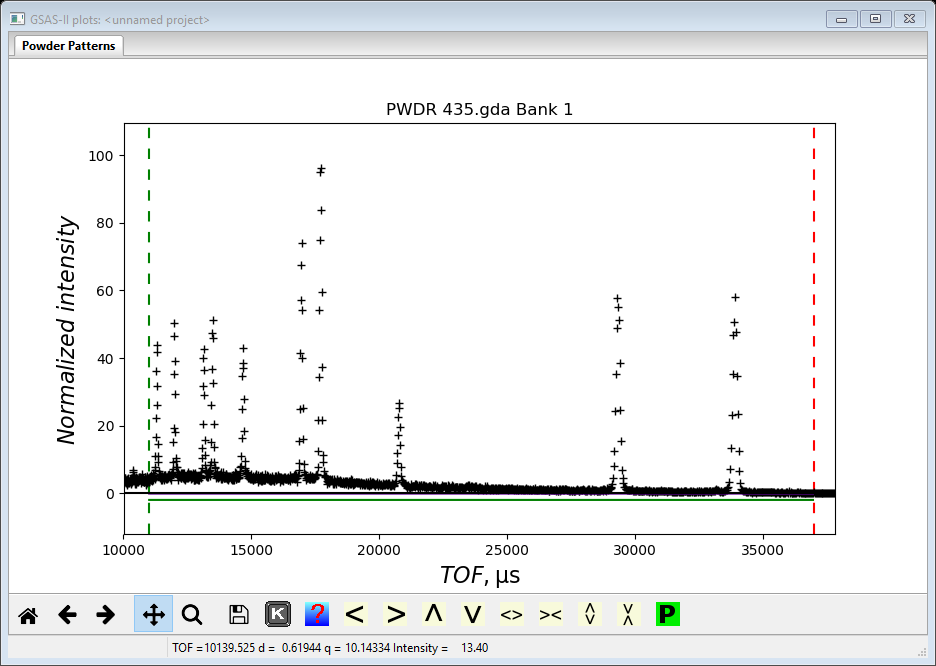 GSAS-II plots: <unnamed project>
Powder Patterns
PWDR 435.gda Bank 1
Normalized intensity
100
80
60
40
20
0
10000 15000 20000 25000 30000 35000
TOF, μs
K ? < > Λ V <> >< P
TOF =10139.525 d = 0.61944 q = 10.14334 Intensity = 13.40